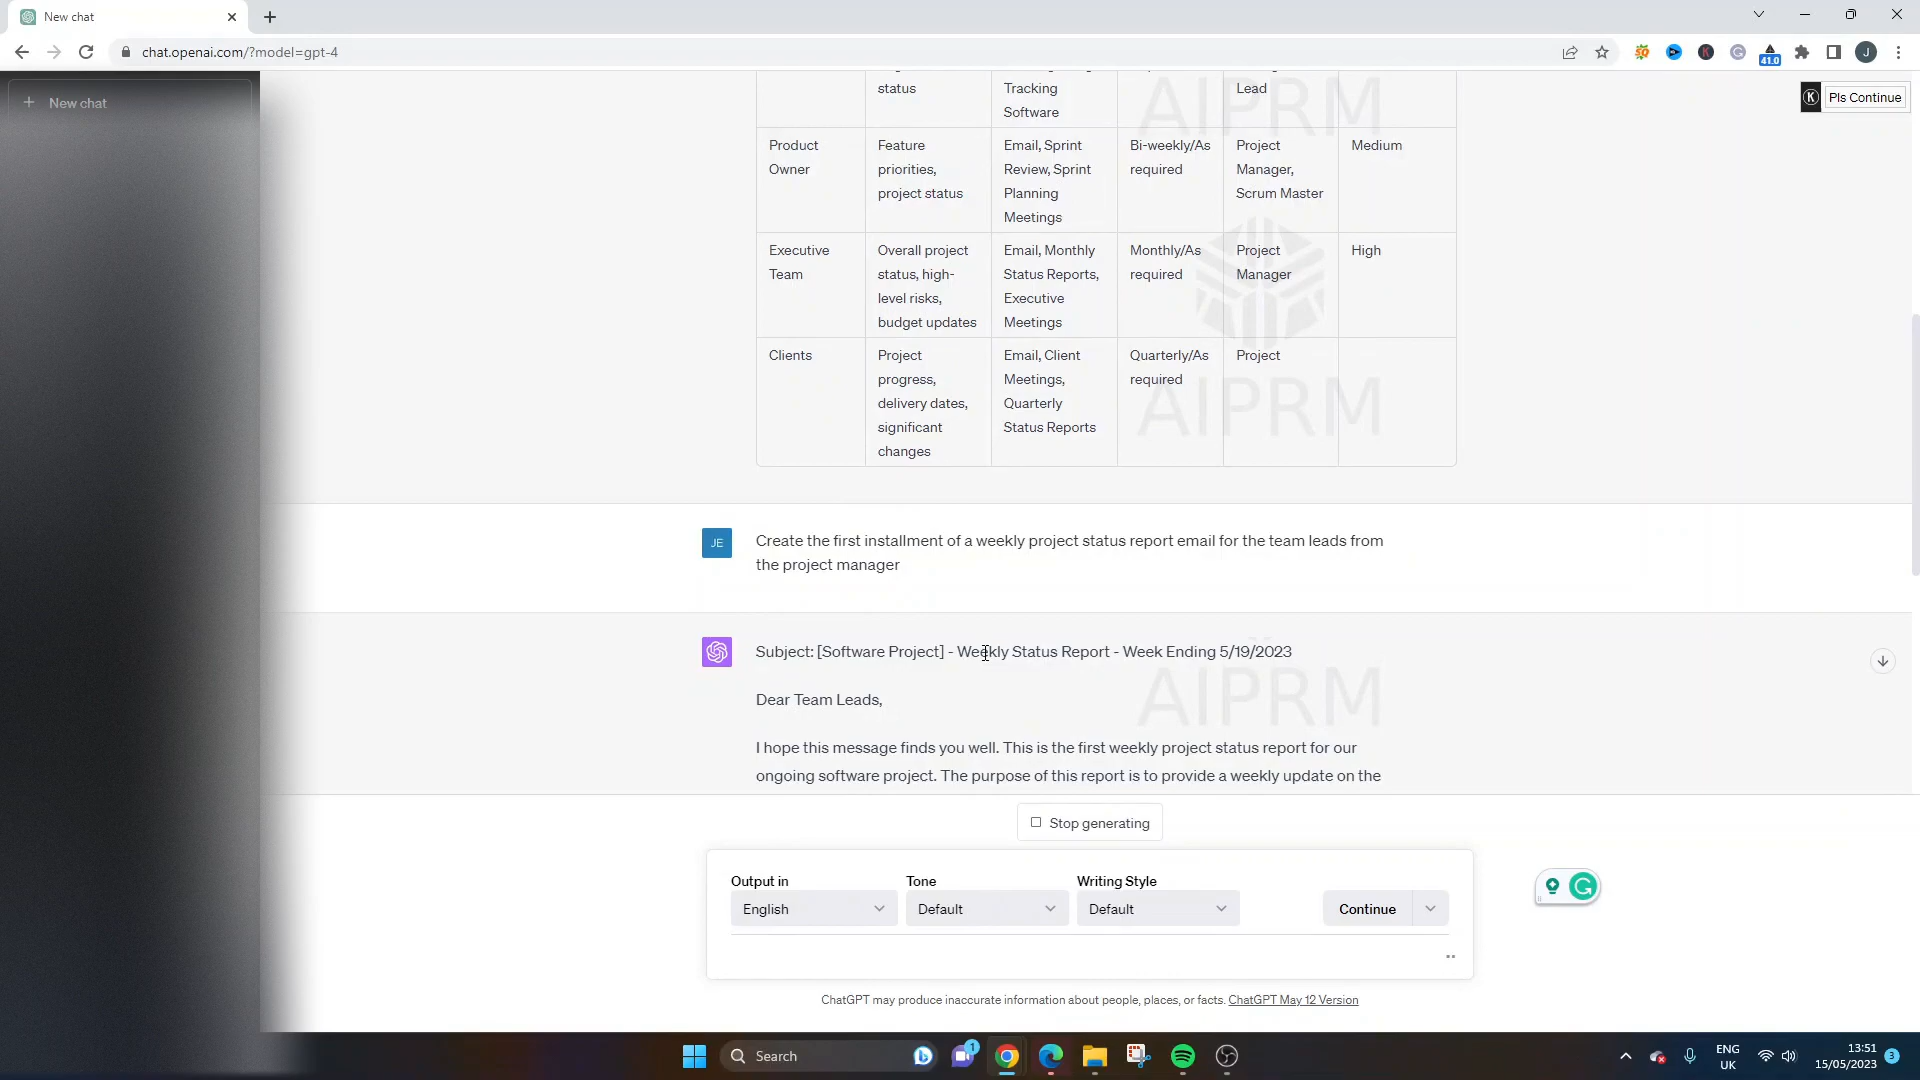 New chat
chat.openai.com/?model=gpt-4
41.0
J
New chat
K Pls Continue
status
Tracking
Software
Lead
Product
Owner
Feature
priorities,
project status
Email, Sprint
Review, Sprint
Planning
Meetings
Bi-weekly/As
required
Project
Manager,
Scrum Master
Medium
Executive
Team
Overall project
status, high-
level risks,
budget updates
Email, Monthly
Status Reports,
Executive
Meetings
Monthly/As
required
Project
Manager
High
Clients
Project
progress,
delivery dates,
significant
changes
Email, Client
Meetings,
Quarterly
Status Reports
Quarterly/As
required
Project
AIPRM
AIPRM
JE
Create the first installment of a weekly project status report email for the team leads from
the project manager
Subject: [Software Project] - Weekly Status Report - Week Ending 5/19/2023
AIPRM
Dear Team Leads,
I hope this message finds you well. This is the first weekly project status report for our
ongoing software project. The purpose of this report is to provide a weekly update on the
Stop generating
Output in
Tone
Writing Style
English
Default
Default
Continue
ChatGPT may produce inaccurate information about people, places, or facts. ChatGPT May 12 Version
Search
1
ENG
UK
13:51
15/05/2023
3